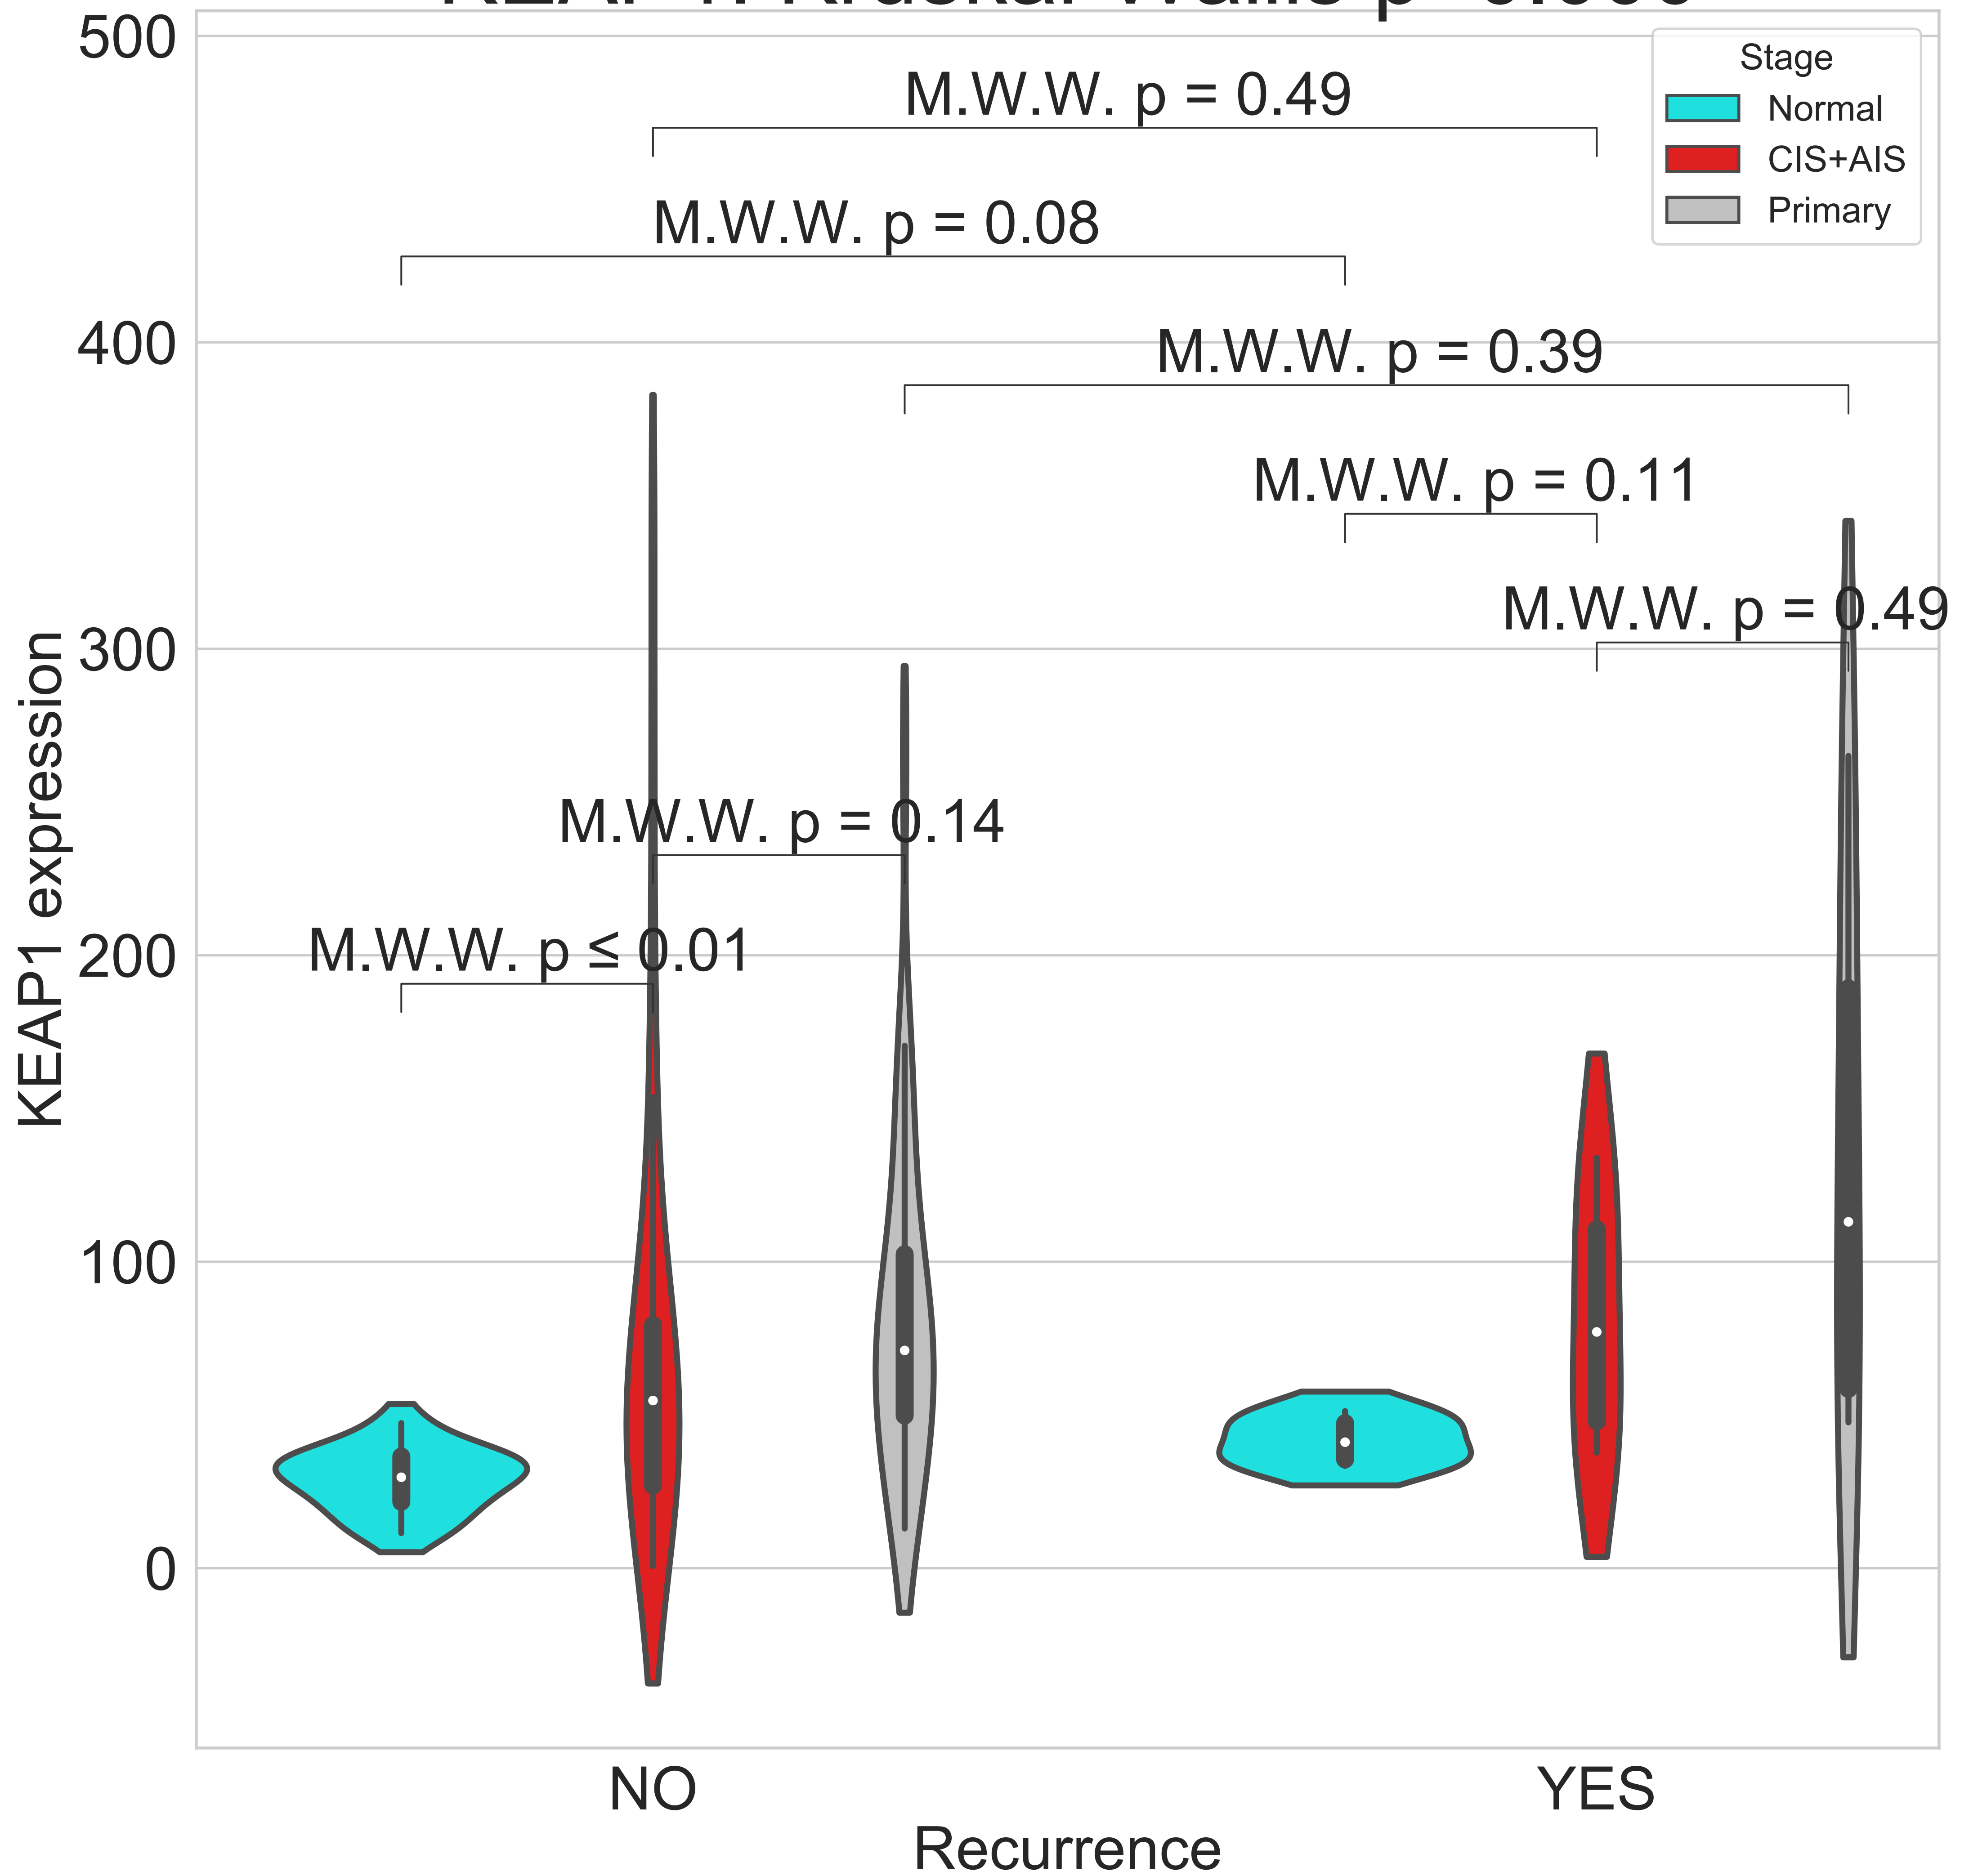 500
Stage
Normal
CIS+AIS
Primary
M.W.W. p = 0.49
M.W.W. p = 0.08
400
M.W.W. p = 0.39
M.W.W. p = 0.11
M.W.W. p = 0.49
300
M.W.W. p = 0.14
M.W.W. p ≤ 0.01
200
100
0
KEAP1 expression
NO
YES
Recurrence